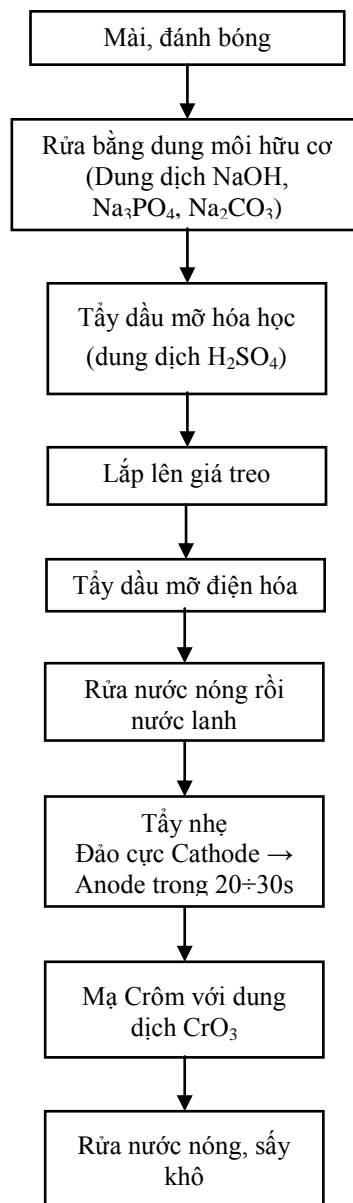 Mài, đánh bóng
Rửa bằng dung môi hữu cơ
(Dung dịch NaOH,
Na₃PO₄, Na₂CO₃)
Tẩy dầu mỡ hóa học
(dung dịch H₂SO₄)
Lắp lên giá treo
Tẩy dầu mỡ điện hóa
Rửa nước nóng rồi
nước lanh
Tẩy nhẹ
Đảo cực Cathode →
Anode trong 20÷30s
Mạ Crôm với dung
dịch CrO₃
Rửa nước nóng, sấy
khô